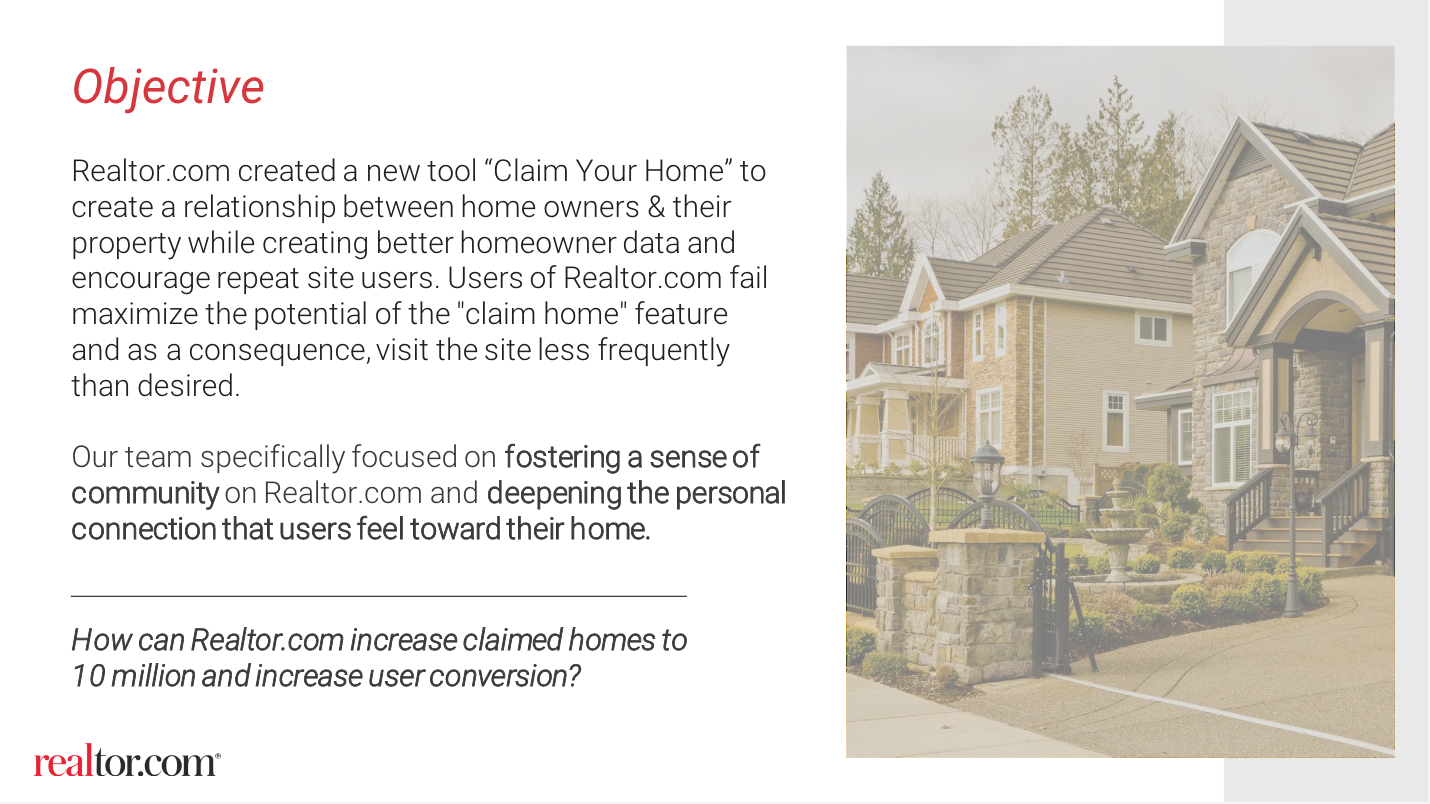 Objective
Realtor.com created a new tool “Claim Your Home” to
create a relationship between home owners & their
property while creating better homeowner data and
encourage repeat site users. Users of Realtor.com fail
maximize the potential of the "claim home" feature
and as a consequence, visit the site less frequently
than desired.
Our team specifically focused on fostering a sense of
community on Realtor.com and deepening the personal
connection that users feel toward their home.
How can Realtor.com increase claimed homes to
10 million and increase user conversion?
realtor.com®